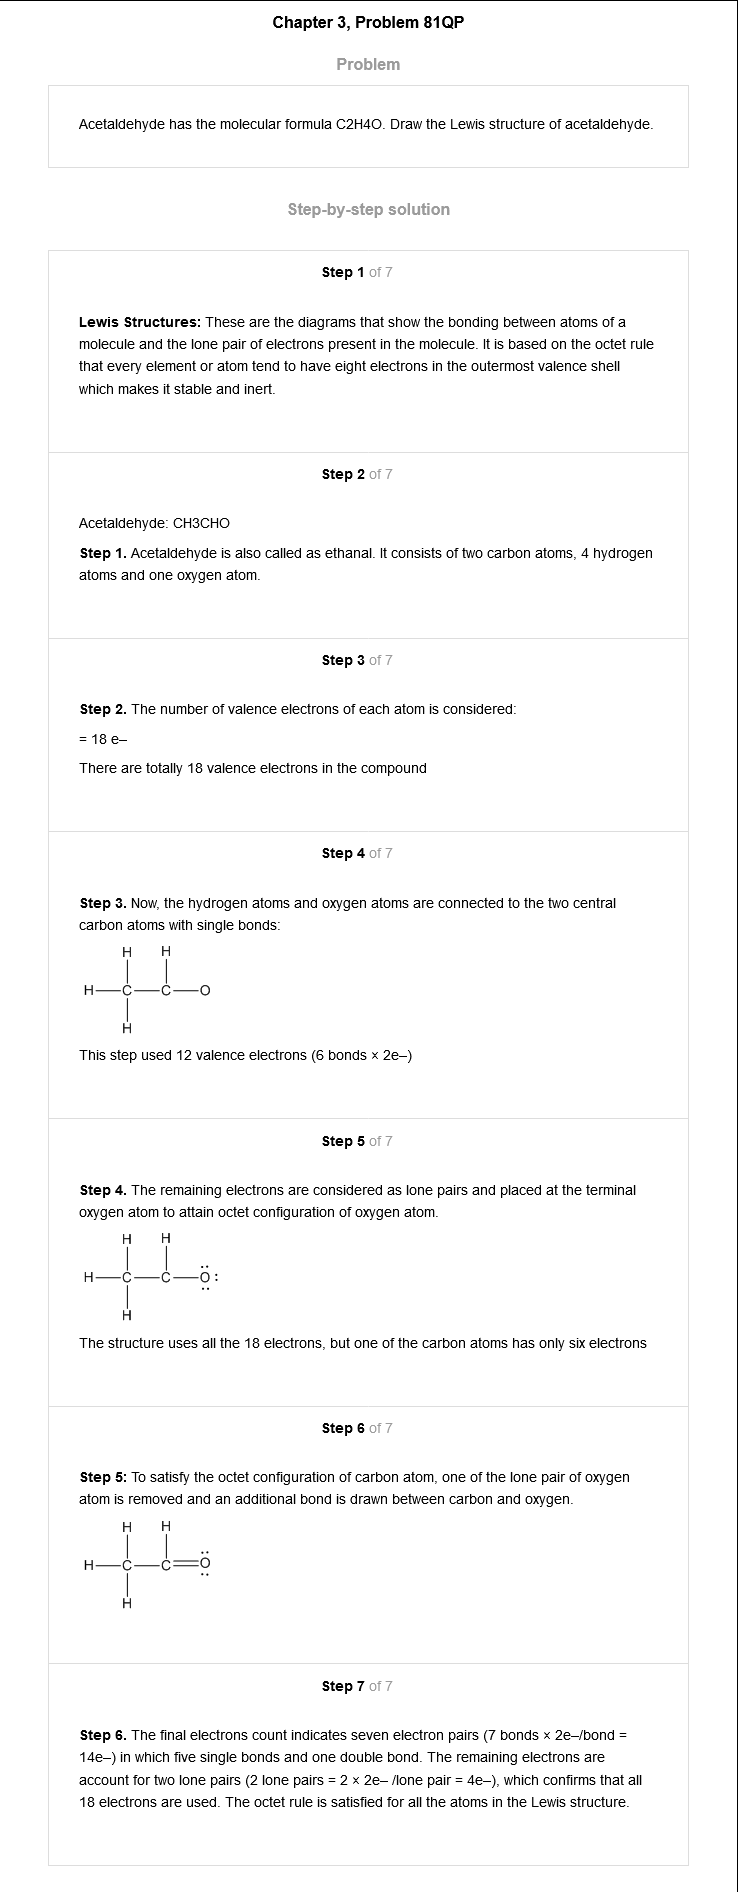 Chapter 3, Problem 81QP
Problem
Acetaldehyde has the molecular formula C2H4O. Draw the Lewis structure of acetaldehyde.
Step-by-step solution
Step 1 of 7
Lewis Structures: These are the diagrams that show the bonding between atoms of a
molecule and the lone pair of electrons present in the molecule. It is based on the octet rule
that every element or atom tend to have eight electrons in the outermost valence shell
which makes it stable and inert.
Step 2 of 7
Acetaldehyde: CH3CHO
Step 1. Acetaldehyde is also called as ethanal. It consists of two carbon atoms, 4 hydrogen
atoms and one oxygen atom.
Step 3 of 7
Step 2. The number of valence electrons of each atom is considered:
= 18 e–
There are totally 18 valence electrons in the compound
Step 4 of 7
Step 3. Now, the hydrogen atoms and oxygen atoms are connected to the two central
carbon atoms with single bonds:
H H
H C C O
H
This step used 12 valence electrons (6 bonds × 2e–)
Step 5 of 7
Step 4. The remaining electrons are considered as lone pairs and placed at the terminal
oxygen atom to attain octet configuration of oxygen atom.
H H
H C C O
H
The structure uses all the 18 electrons, but one of the carbon atoms has only six electrons
Step 6 of 7
Step 5: To satisfy the octet configuration of carbon atom, one of the lone pair of oxygen
atom is removed and an additional bond is drawn between carbon and oxygen.
H H
H C C O
H
Step 7 of 7
Step 6. The final electrons count indicates seven electron pairs (7 bonds × 2e–/bond =
14e–) in which five single bonds and one double bond. The remaining electrons are
account for two lone pairs (2 lone pairs = 2 × 2e– /lone pair = 4e–), which confirms that all
18 electrons are used. The octet rule is satisfied for all the atoms in the Lewis structure.